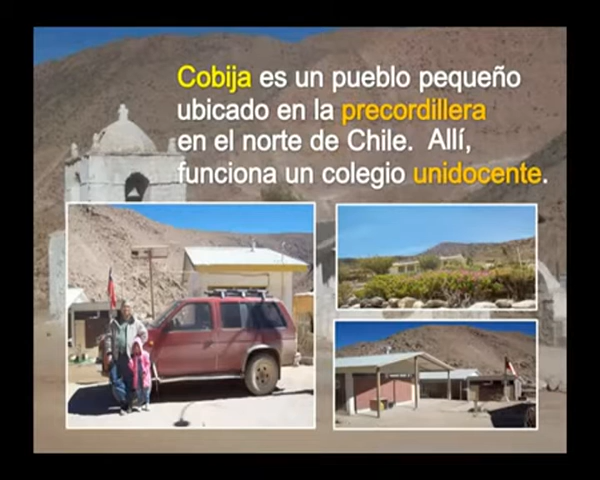 Cobija es un pueblo pequeño
ubicado en la precordillera
en el norte de Chile. Allí,
funciona un colegio unidocente.